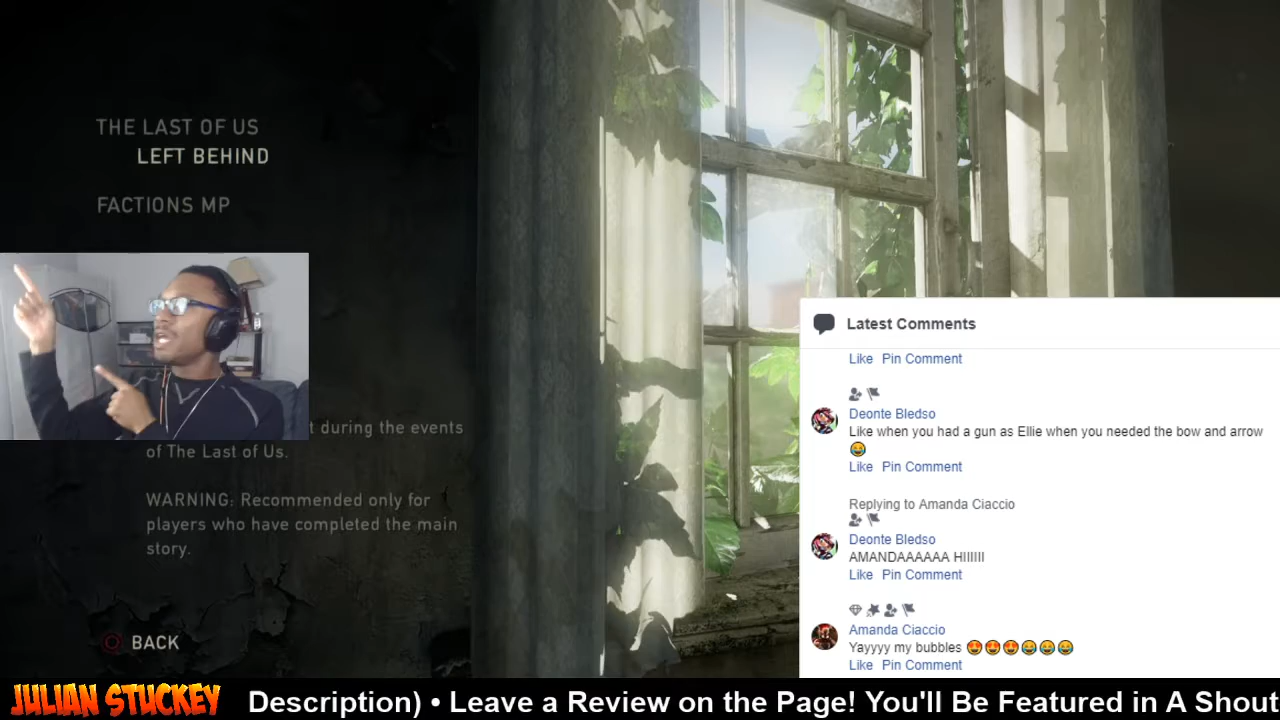 THE LAST OF US
LEFT BEHIND
FACTIONS MP
t during the events
of The Last of Us.
WARNING: Recommended only for
players who have completed the main
story.
BACK
Latest Comments
Like Pin Comment
Deonte Bledso
Like when you had a gun as Ellie when you needed the bow and arrow
😂
Like Pin Comment
Replying to Amanda Ciaccio
Deonte Bledso
AMANDAAAAAA HIIIIII
Like Pin Comment
Amanda Ciaccio
Yayyyy my bubbles 😍😍😍😂😂😂
Like Pin Comment
JULIAN STUCKEY
Description) • Leave a Review on the Page! You'll Be Featured in A Shout